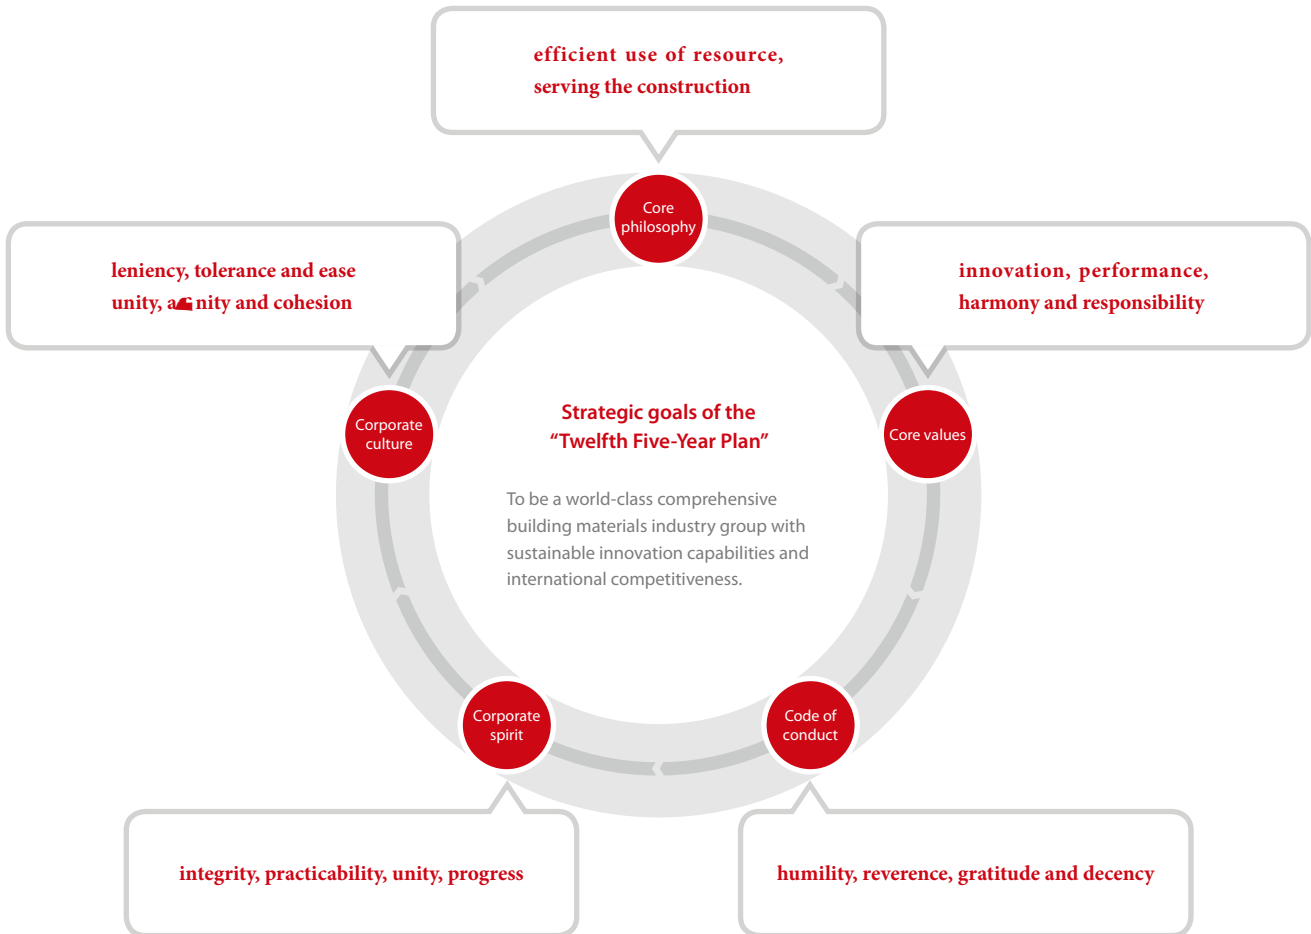 efficient use of resource,
serving the construction
Core
philosophy
leniency, tolerance and ease
unity, and cohesion
innovation, performance,
harmony and responsibility
Corporate
culture
Core values
Strategic goals of the
“Twelfth Five-Year Plan”
To be a world-class comprehensive
building materials industry group with
sustainable innovation capabilities and
international competitiveness.
Corporate
spirit
Code of
conduct
integrity, practicability, unity, progress
humility, reverence, gratitude and decency